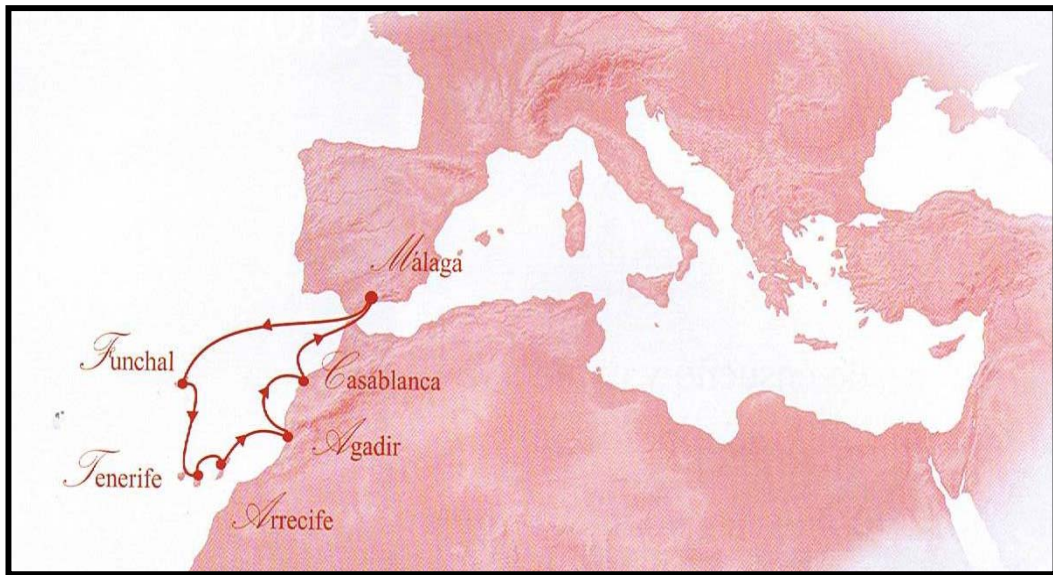 Málaga
Funchal
Casablanca
Agadir
Tenerife
Arrecife